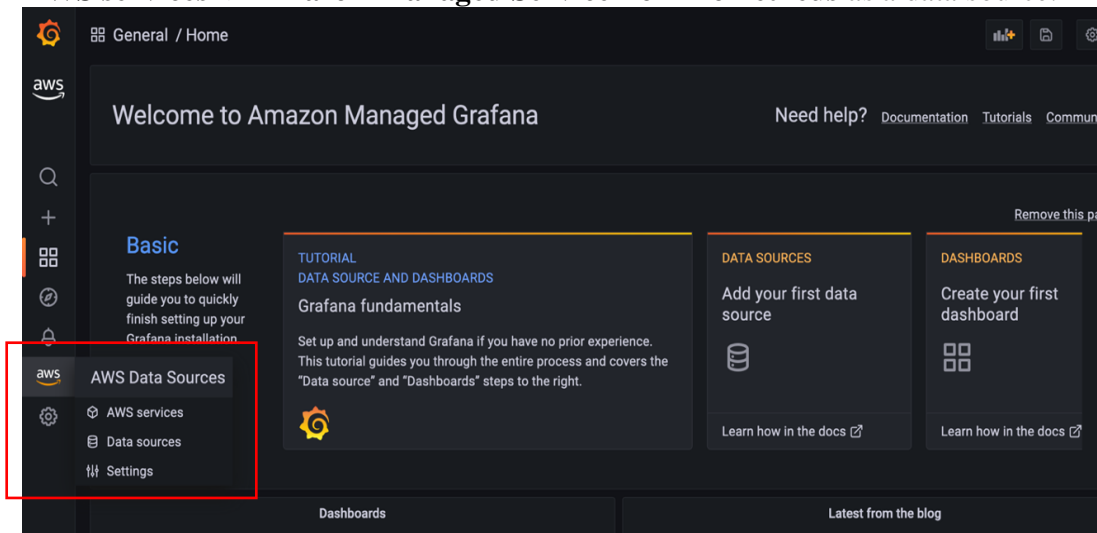 as a data source.
General / Home
aws
Welcome to Amazon Managed Grafana
Need help? Documentation Tutorials
Remove this
Basic
The steps below will
guide you to quickly
finish setting up your
Grafana installation
TUTORIAL
DATA SOURCE AND DASHBOARDS
Grafana fundamentals
Set up and understand Grafana if you have no prior experience.
This tutorial guides you through the entire process and covers the
"Data source" and "Dashboards" steps to the right.
DATA SOURCES
Add your first data
source
Learn how in the docs
DASHBOARDS
Create your first
dashboard
Learn how in the docs
aws
AWS Data Sources
AWS services
Data sources
Settings
Dashboards
Latest from the blog